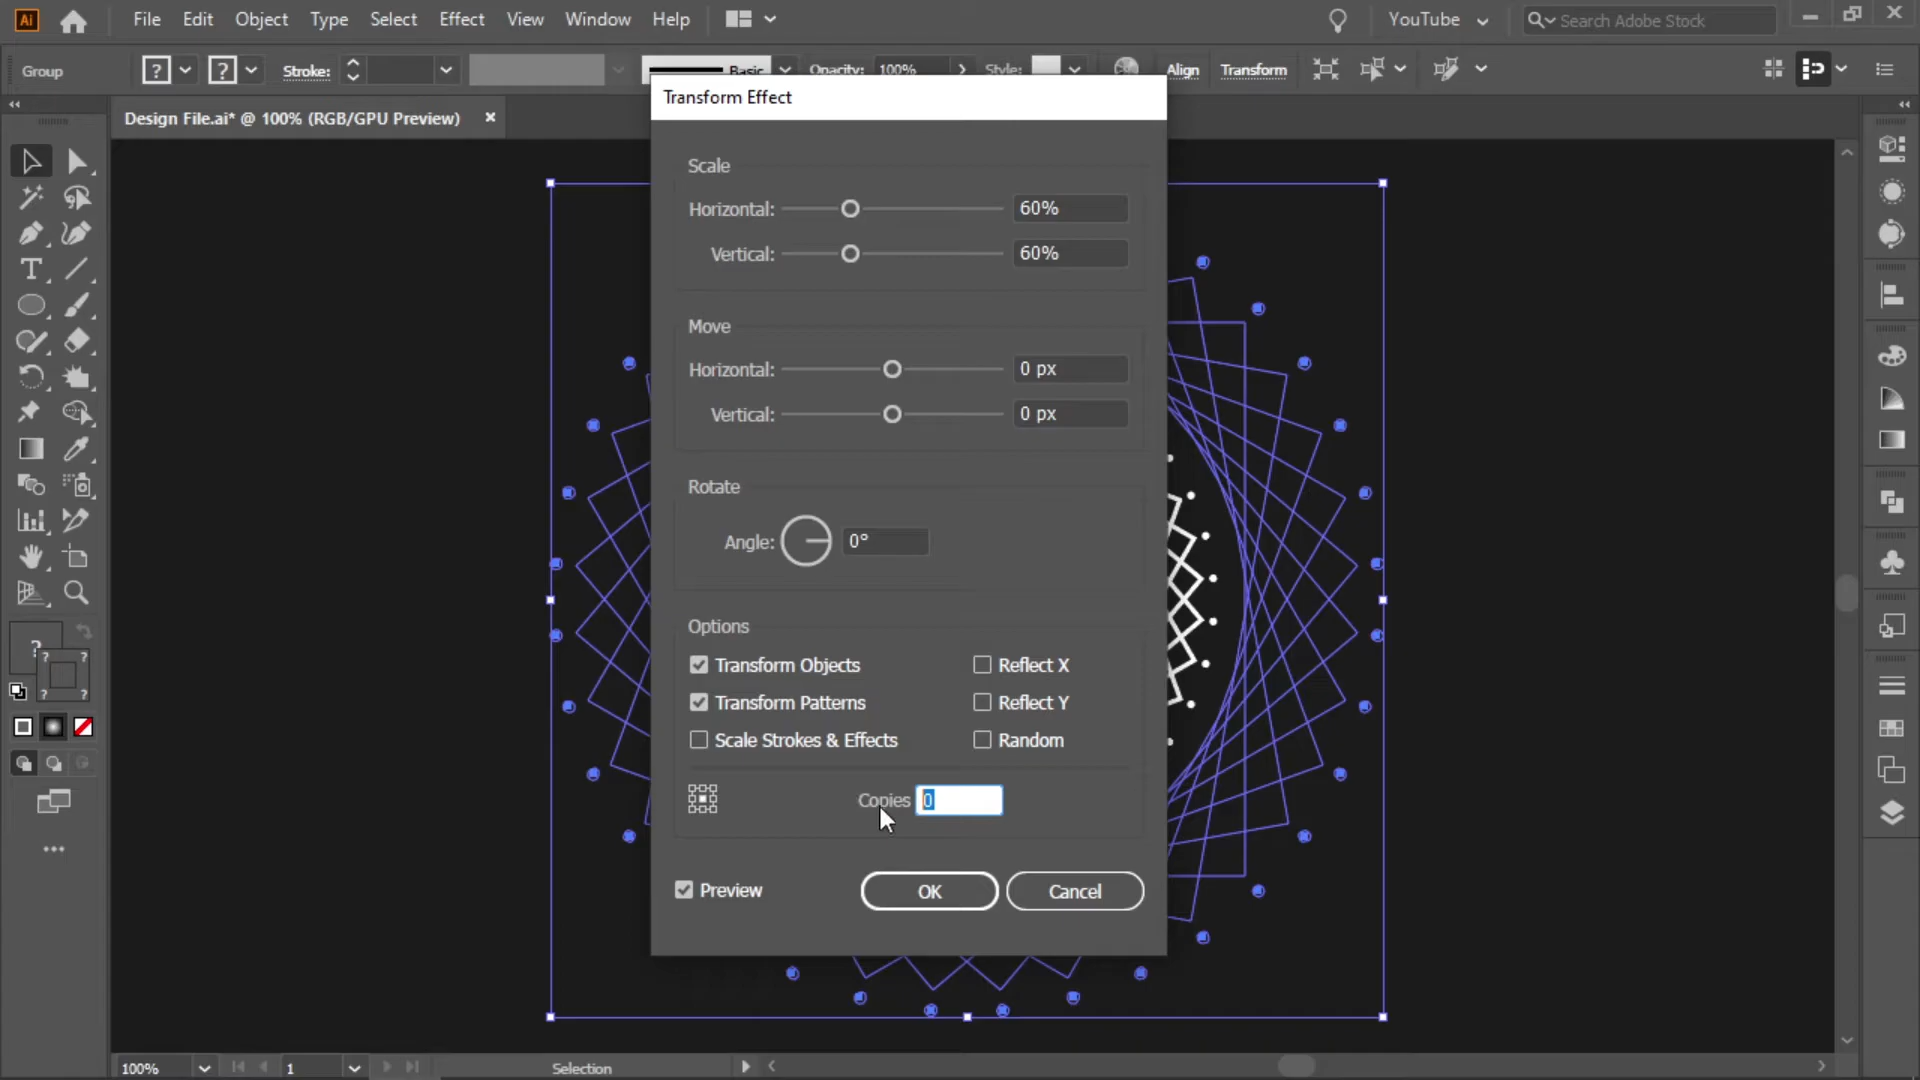 Ai File Edit Object Type Select Effect View Window Help YouTube Search Adobe Stock
Group ? ? Stroke: Basic Opacity: 100% Style: Align Transform
Design File.ai* @ 100% (RGB/GPU Preview)
Transform Effect
Scale
Horizontal: 60%
Vertical: 60%
Move
Horizontal: 0 px
Vertical: 0 px
Rotate
Angle: 0°
Options
Transform Objects Reflect X
Transform Patterns Reflect Y
Scale Strokes & Effects Random
Copies 0
Preview OK Cancel
100% 1 Selection